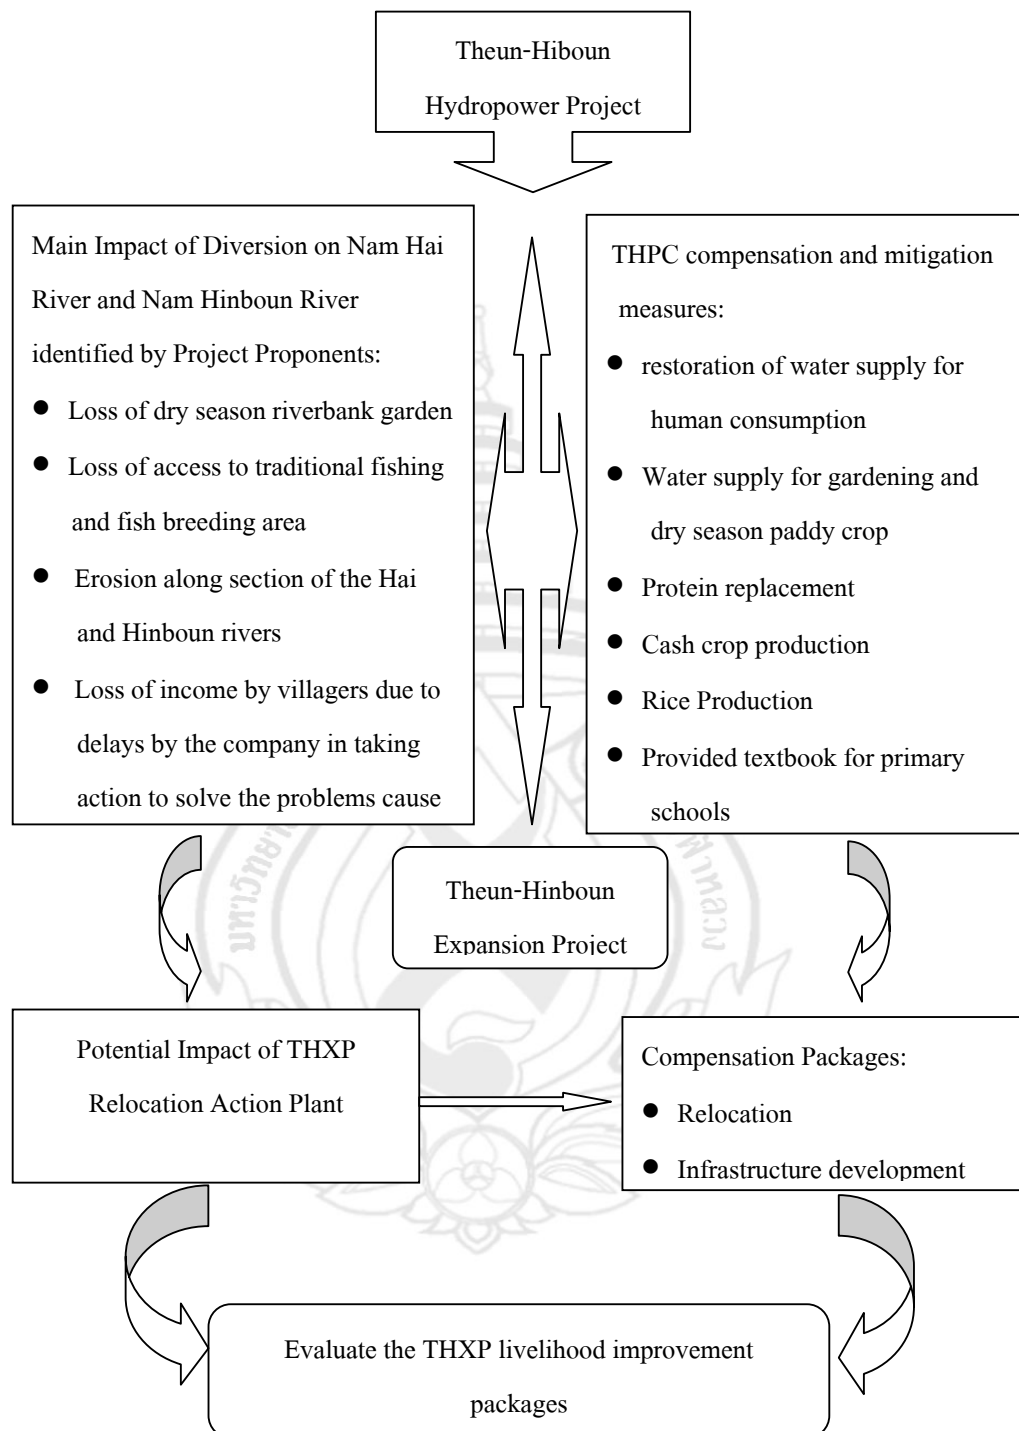 Theun-Hiboun
Hydropower Project
Main Impact of Diversion on Nam Hai
River and Nam Hinboun River
identified by Project Proponents:
● Loss of dry season riverbank garden
● Loss of access to traditional fishing
and fish breeding area
● Erosion along section of the Hai
and Hinboun rivers
● Loss of income by villagers due to
delays by the company in taking
action to solve the problems cause
THPC compensation and mitigation
measures:
● restoration of water supply for
human consumption
● Water supply for gardening and
dry season paddy crop
● Protein replacement
● Cash crop production
● Rice Production
● Provided textbook for primary
schools
Theun-Hinboun
Expansion Project
Potential Impact of THXP
Relocation Action Plant
Compensation Packages:
● Relocation
● Infrastructure development
Evaluate the THXP livelihood improvement
packages